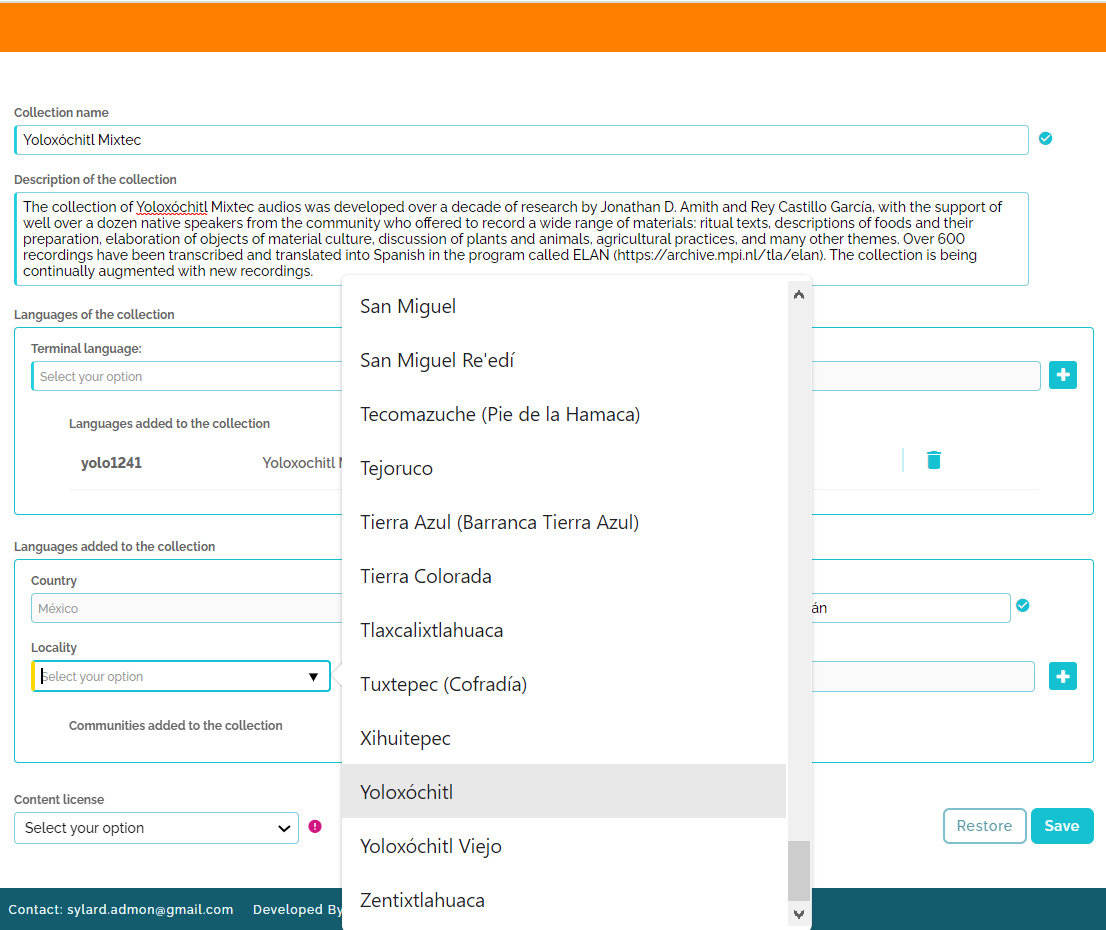 Collection name
Yoloxóchitl Mixtec
Description of the collection
The collection of Yoloxóchitl Mixtec audios was developed over a decade of research by Jonathan D. Amith and Rey Castillo García, with the support of
well over a dozen native speakers from the community who offered to record a wide range of materials: ritual texts, descriptions of foods and their
preparation, elaboration of objects of material culture, discussion of plants and animals, agricultural practices, and many other themes. Over 600
recordings have been transcribed and translated into Spanish in the program called ELAN (https://archive.mpi.nl/tla/elan). The collection is being
continually augmented with new recordings.
Languages of the collection
Terminal language:
Select your option
Languages added to the collection
yolo1241 Yoloxochitl
Languages added to the collection
Country
México
án
Locality
Select your option
Communities added to the collection
Content license
Select your option
San Miguel
San Miguel Re'edí
Tecomazuche (Pie de la Hamaca)
Tejoruco
Tierra Azul (Barranca Tierra Azul)
Tierra Colorada
Tlaxcalixtlahuaca
Tuxtepec (Cofradía)
Xihuitepec
Yoloxóchitl
Yoloxóchitl Viejo
Zentixtlahuaca
Restore
Save
Contact: sylard.admon@gmail.com Developed By